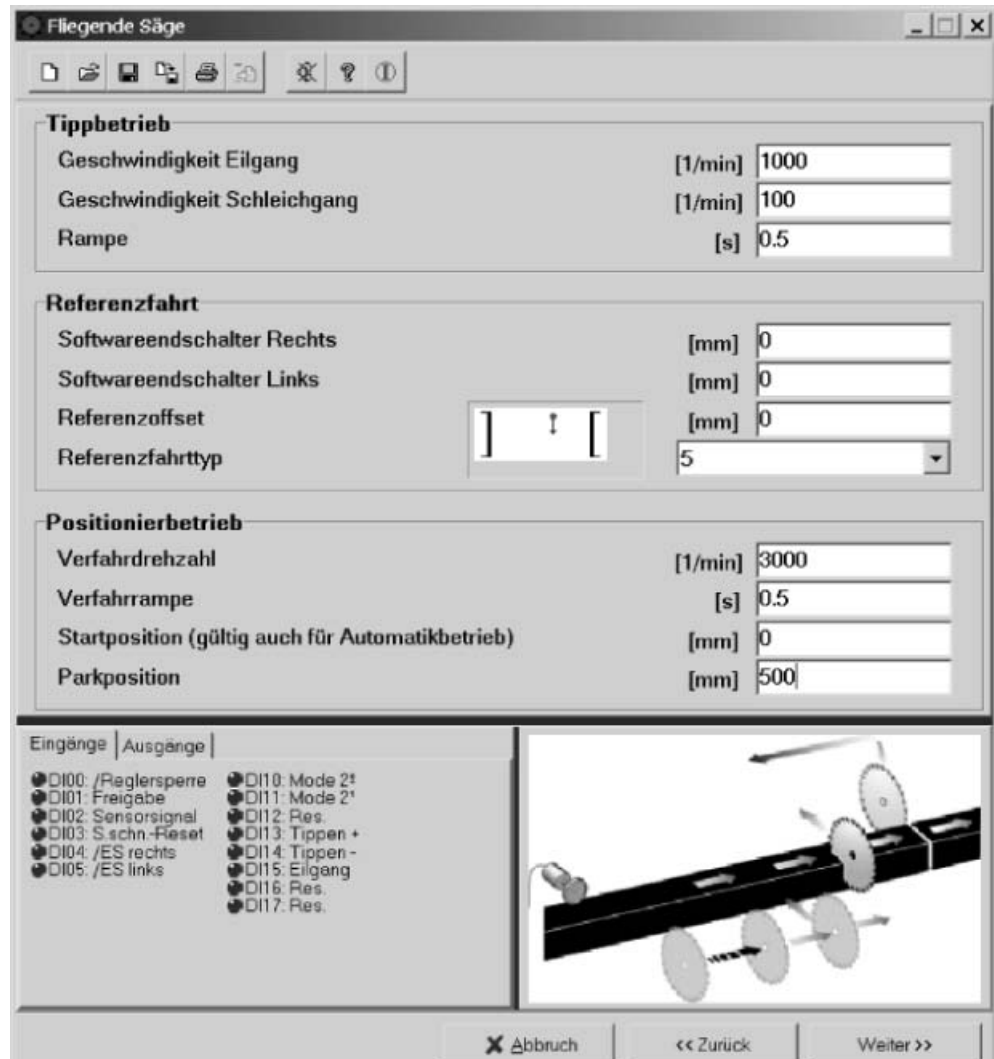 Fliegende Säge
Tippbetrieb
Geschwindigkeit Eilgang [1/min] 1000
Geschwindigkeit Schleichgang [1/min] 100
Rampe [s] 0.5
Referenzfahrt
Softwareendschalter Rechts [mm] 0
Softwareendschalter Links [mm] 0
Referenzoffset [mm] 0
Referenzfahrttyp 5
Positionierbetrieb
Verfahrdrehzahl [1/min] 3000
Verfahrrampe [s] 0.5
Startposition (gültig auch für Automatikbetrieb) [mm] 0
Parkposition [mm] 500
Eingänge Ausgänge
DI00: /Reglersperre
DI01: Freigabe
DI02: Sensorsignal
DI03: S.schn.-Reset
DI04: /ES rechts
DI05: /ES links
DI10: Mode
DI11: Mode
DI12: Res.
DI13: Tippen +
DI14: Tippen -
DI15: Eilgang
DI16: Res.
DI17: Res.
Abbruch
<< Zurück
Weiter >>